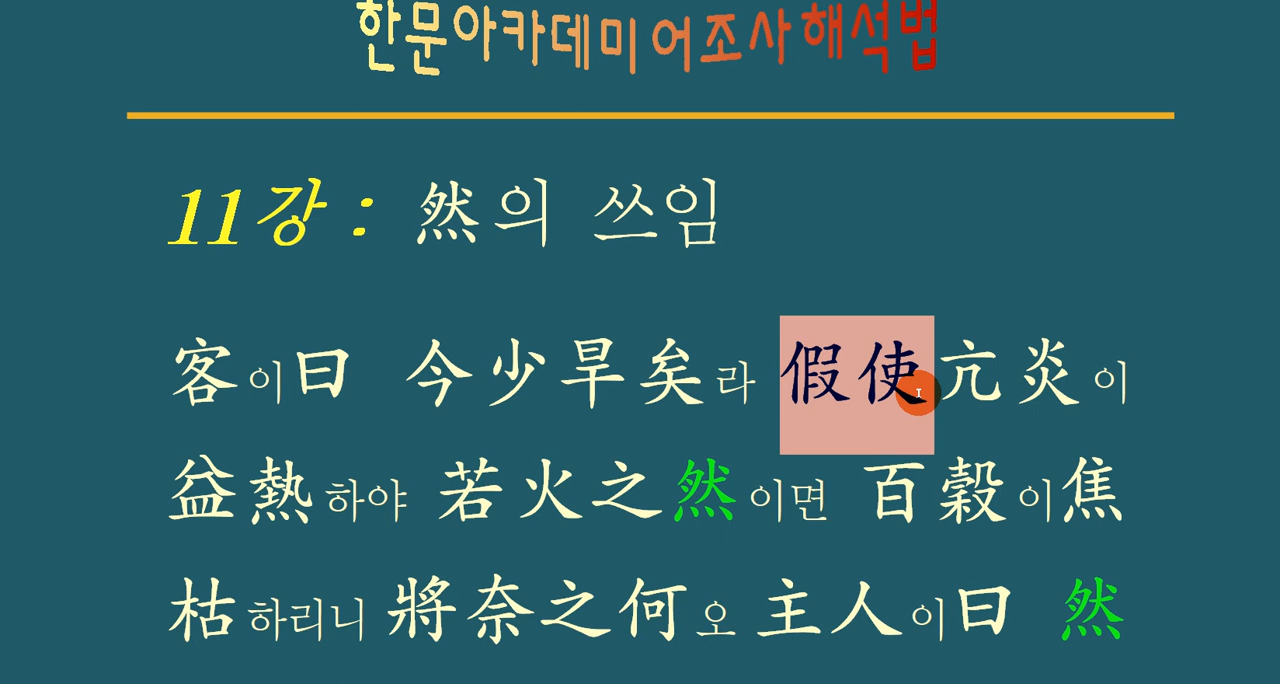 한문아카데미 어조사해석법
11강 : 然의 쓰임
客이曰 今少旱矣라 假使亢炎이
益熱하야 若火之然이면 百穀이焦
枯하리니 將奈之何오 主人이曰 然